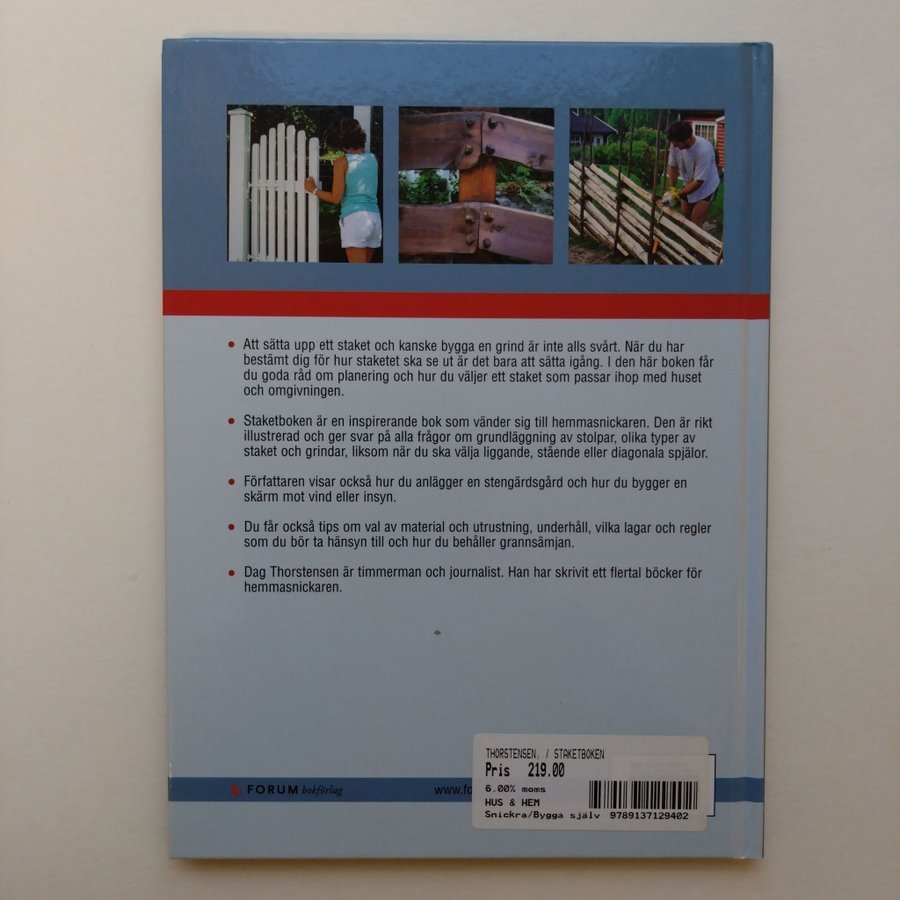 Att sätta upp ett staket och kanske bygga en grind är inte alls svårt. När du har
bestämt dig för hur staketet ska se ut är det bara att sätta igång. I den här boken får
du goda råd om planering och hur du väljer ett staket som passar ihop med huset
och omgivningen.
Staketboken är en inspirerande bok som vänder sig till hemmasnickaren. Den är rikt
illustrerad och ger svar på alla frågor om grundläggning av stolpar, olika typer av
staket och grindar, liksom när du ska välja liggande, stående eller diagonala spjälor.
Författaren visar också hur du anlägger en stengärdsgård och hur du bygger en
skärm mot vind eller insyn.
Du får också tips om val av material och utrustning, underhåll, vilka lagar och regler
som du bör ta hänsyn till och hur du behåller grannsämjan.
Dag Thorstensen är timmerman och journalist. Han har skrivit ett flertal böcker för
hemmasnickaren.
THORSTENSEN, / STAKETBOKEN
Pris 219.00
6.00% moms
HUS & HEM
Snickra/Bygga själv 9789137129402
FORUM bokförlag
www.fo